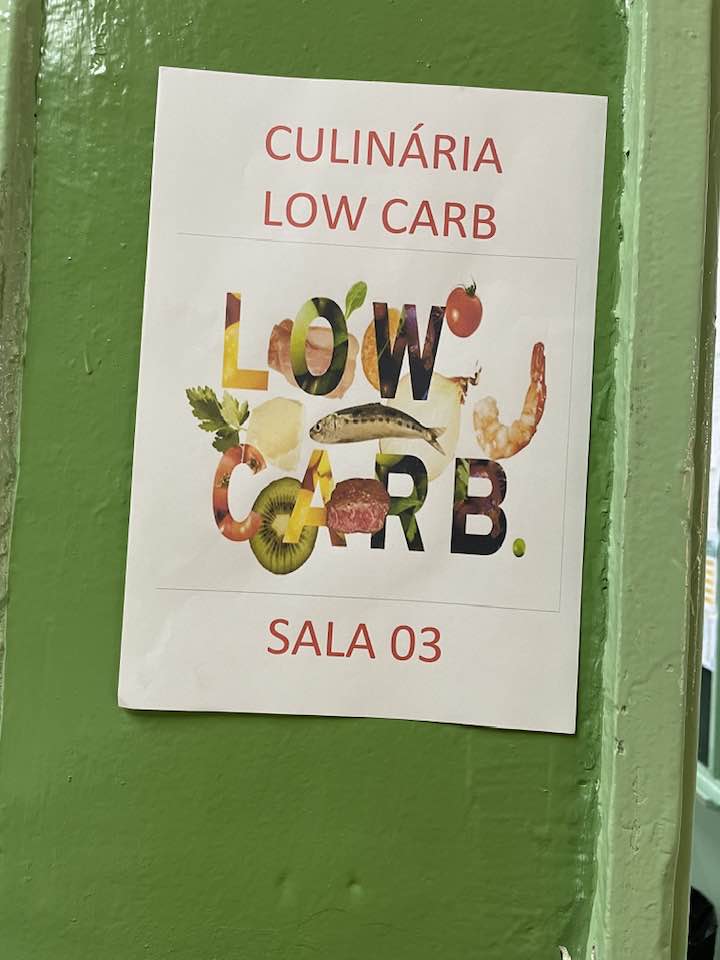 CULINÁRIA
LOW CARB
LOW
CARB.
SALA 03